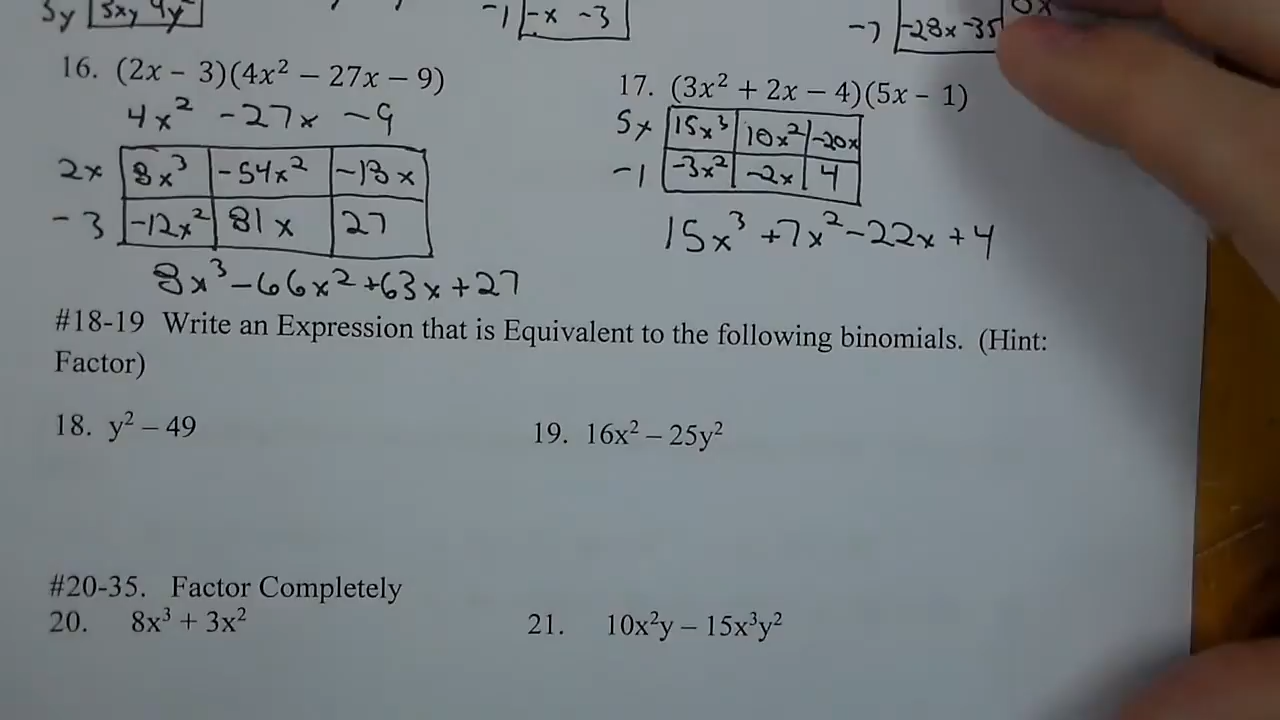 5y 5xy 4y²
-1 -x -3
-7 -28x -35
16. (2x – 3)(4x² – 27x – 9)
4x² -27x -9
2x 8x³ -54x² -18x
-3 -12x² 81x 27
8x³ -66x² +63x +27
17. (3x² + 2x – 4)(5x – 1)
5x 15x³ 10x² -20x
-1 -3x² -2x 4
15x³ +7x² -22x +4
#18-19 Write an Expression that is Equivalent to the following binomials. (Hint:
Factor)
18. y² – 49
19. 16x² – 25y²
#20-35. Factor Completely
20. 8x³ + 3x²
21. 10x²y – 15x³y²